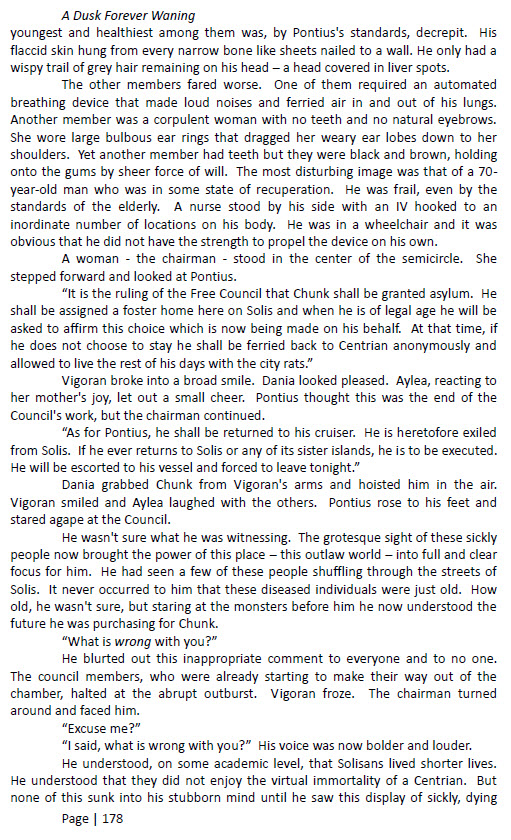 A Dusk Forever Waning
youngest and healthiest among them was, by Pontius's standards, decrepit.  His
flaccid skin hung from every narrow bone like sheets nailed to a wall. He only had a
wispy trail of grey hair remaining on his head – a head covered in liver spots.
The other members fared worse.  One of them required an automated
breathing device that made loud noises and ferried air in and out of his lungs.
Another member was a corpulent woman with no teeth and no natural eyebrows.
She wore large bulbous ear rings that dragged her weary ear lobes down to her
shoulders.  Yet another member had teeth but they were black and brown, holding
onto the gums by sheer force of will.  The most disturbing image was that of a 70-
year-old man who was in some state of recuperation.  He was frail, even by the
standards of the elderly.  A nurse stood by his side with an IV hooked to an
inordinate number of locations on his body.  He was in a wheelchair and it was
obvious that he did not have the strength to propel the device on his own.
A woman - the chairman - stood in the center of the semicircle.  She
stepped forward and looked at Pontius.
“It is the ruling of the Free Council that Chunk shall be granted asylum.  He
shall be assigned a foster home here on Solis and when he is of legal age he will be
asked to affirm this choice which is now being made on his behalf.  At that time, if
he does not choose to stay he shall be ferried back to Centrian anonymously and
allowed to live the rest of his days with the city rats.”
Vigoran broke into a broad smile.  Dania looked pleased.  Aylea, reacting to
her mother's joy, let out a small cheer.  Pontius thought this was the end of the
Council's work, but the chairman continued.
“As for Pontius, he shall be returned to his cruiser.  He is heretofore exiled
from Solis.  If he ever returns to Solis or any of its sister islands, he is to be executed.
He will be escorted to his vessel and forced to leave tonight.”
Dania grabbed Chunk from Vigoran's arms and hoisted him in the air.
Vigoran smiled and Aylea laughed with the others.  Pontius rose to his feet and
stared agape at the Council.
He wasn't sure what he was witnessing.  The grotesque sight of these sickly
people now brought the power of this place – this outlaw world – into full and clear
focus for him.  He had seen a few of these people shuffling through the streets of
Solis.  It never occurred to him that these diseased individuals were just old.  How
old, he wasn't sure, but staring at the monsters before him he now understood the
future he was purchasing for Chunk.
“What is wrong with you?”
He blurted out this inappropriate comment to everyone and to no one.
The council members, who were already starting to make their way out of the
chamber, halted at the abrupt outburst.  Vigoran froze.  The chairman turned
around and faced him.
“Excuse me?”
“I said, what is wrong with you?”  His voice was now bolder and louder.
He understood, on some academic level, that Solisans lived shorter lives.
He understood that they did not enjoy the virtual immortality of a Centrian.  But
none of this sunk into his stubborn mind until he saw this display of sickly, dying
Page | 178